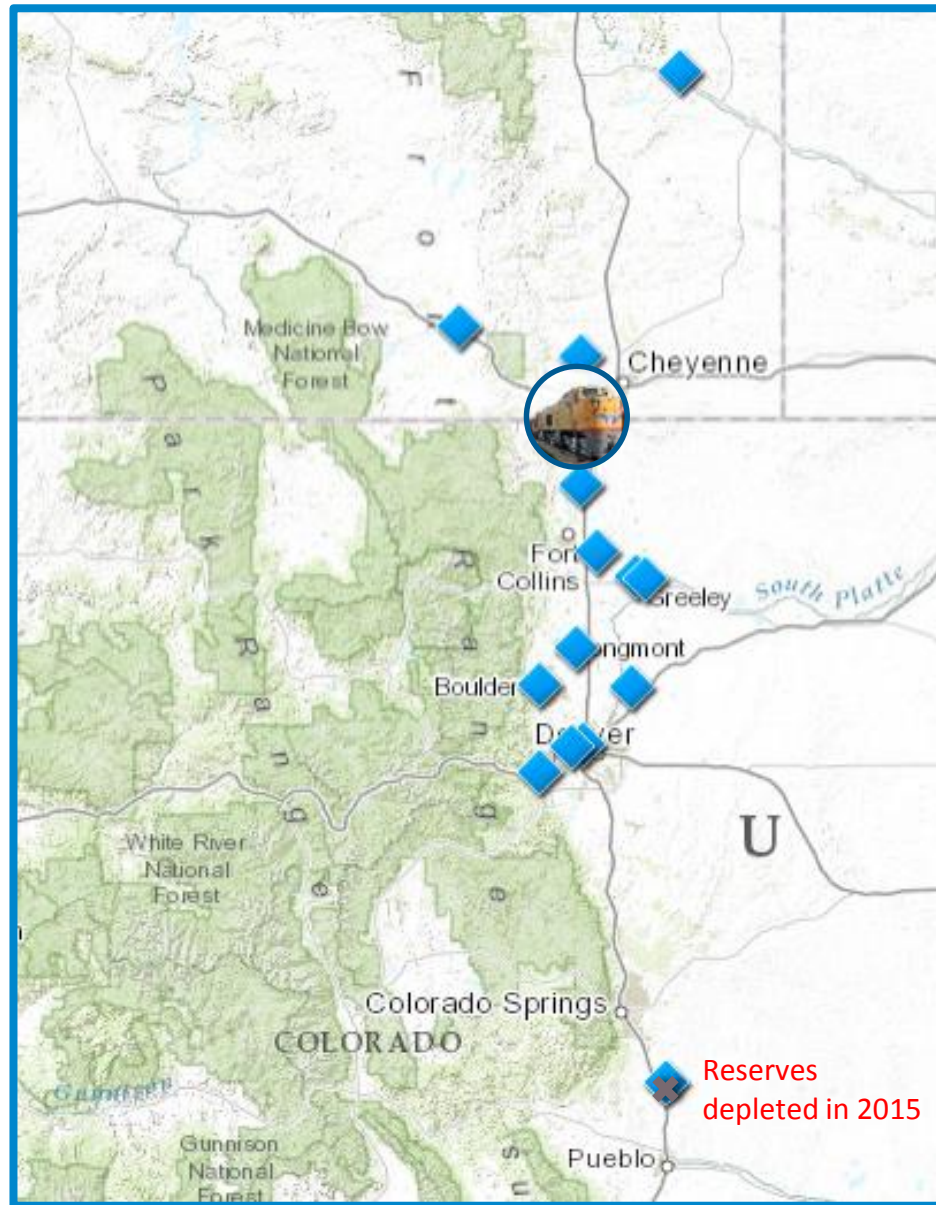 F
r
o
n
t
Medicine Bow
National
Forest
Cheyenne
P
a
r
k
R
a
n
g
e
R
a
n
g
e
Fort
Collins
South Platte
Greeley
Longmont
Boulder
Denver
White River
National
Forest
U
Colorado Springs
COLORADO
Reserves
depleted in 2015
Gunnison
Gunnison
National
Forest
Pueblo
s
u